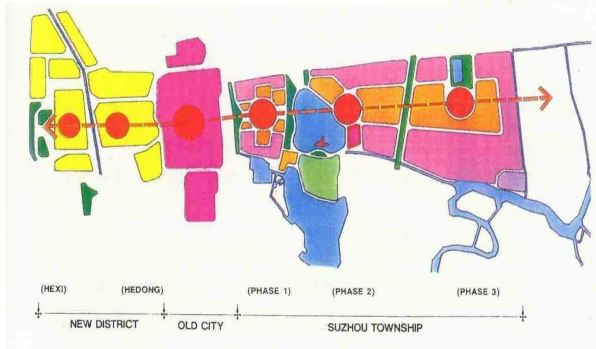 (HEXI) (HEDONG) (PHASE 1) (PHASE 2) (PHASE 3)
NEW DISTRICT OLD CITY SUZHOU TOWNSHIP